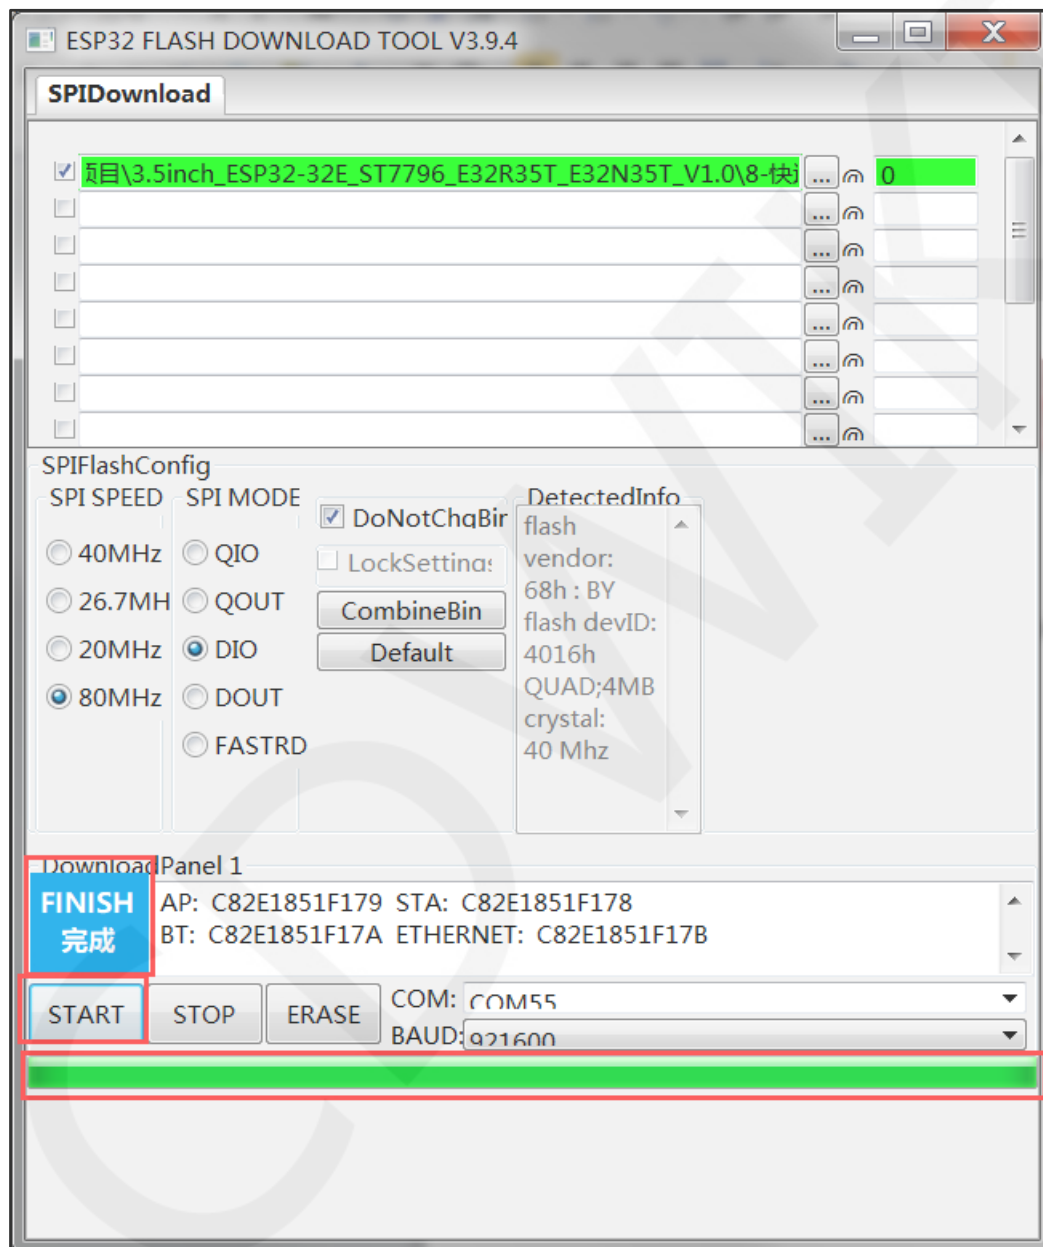 ESP32 FLASH DOWNLOAD TOOL V3.9.4
SPIDownload
项目\3.5inch_ESP32-32E_ST7796_E32R35T_E32N35T_V1.0\8-快 ... @ 0
... @
... @
... @
... @
... @
... @
... @
SPIFlashConfig
SPI SPEED SPI MODE DetectedInfo
DoNotChgBin
40MHz QIO LockSettings
26.7MH QOUT CombineBin
20MHz DIO Default
80MHz DOUT
FASTRD
flash
vendor:
68h : BY
flash devID:
4016h
QUAD;4MB
crystal:
40 Mhz
DownloadPanel 1
FINISH
完成
AP: C82E1851F179 STA: C82E1851F178
BT: C82E1851F17A ETHERNET: C82E1851F17B
START STOP ERASE COM: COM55
BAUD: 921600